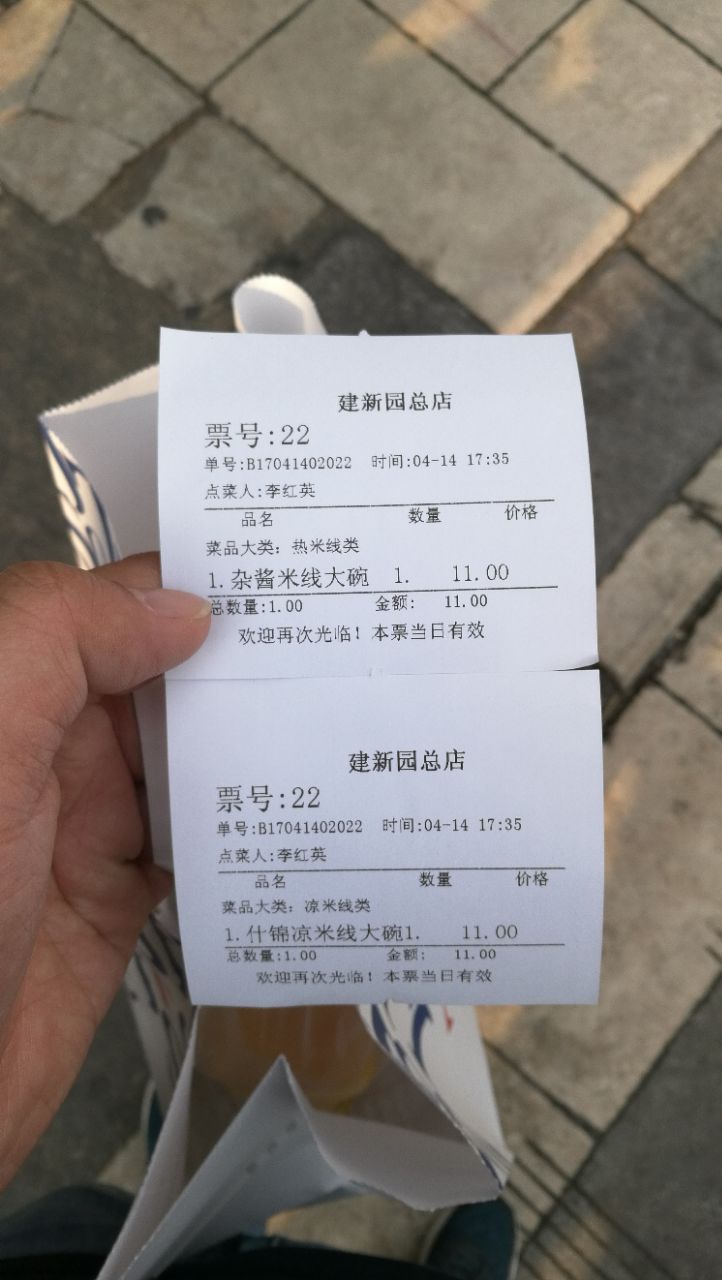 建新园总店
票号:22
单号:B17041402022 时间:04-14 17:35
点菜人:李红英
品名 数量 价格
菜品大类: 热米线类
1.杂酱米线大碗 1. 11.00
总数量:1.00 金额: 11.00
欢迎再次光临! 本票当日有效
建新园总店
票号:22
单号:B17041402022 时间:04-14 17:35
点菜人:李红英
品名 数量 价格
菜品大类: 凉米线类
1.什锦凉米线大碗1. 11.00
总数量:1.00 金额: 11.00
欢迎再次光临! 本票当日有效